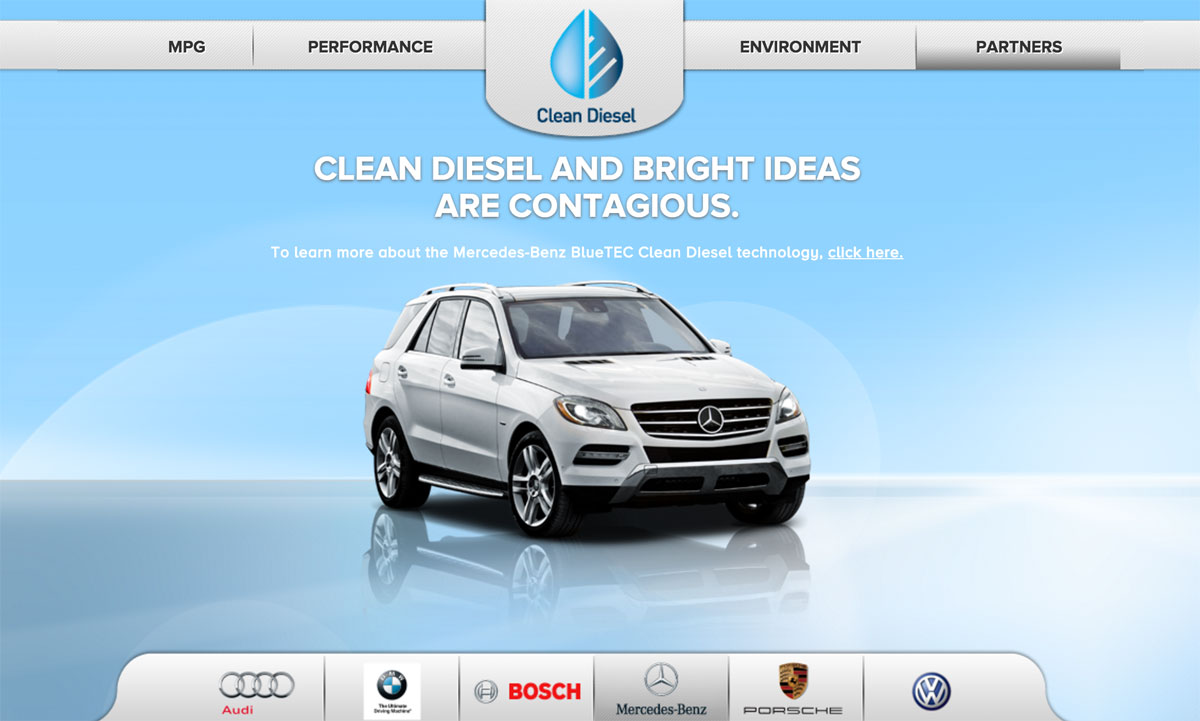 MPG
PERFORMANCE
Clean Diesel
ENVIRONMENT
PARTNERS
CLEAN DIESEL AND BRIGHT IDEAS
ARE CONTAGIOUS.
To learn more about the Mercedes-Benz BlueTEC Clean Diesel technology, click here.
Audi
BMW
The Ultimate
Driving Machine®
BOSCH
Mercedes-Benz
PORSCHE